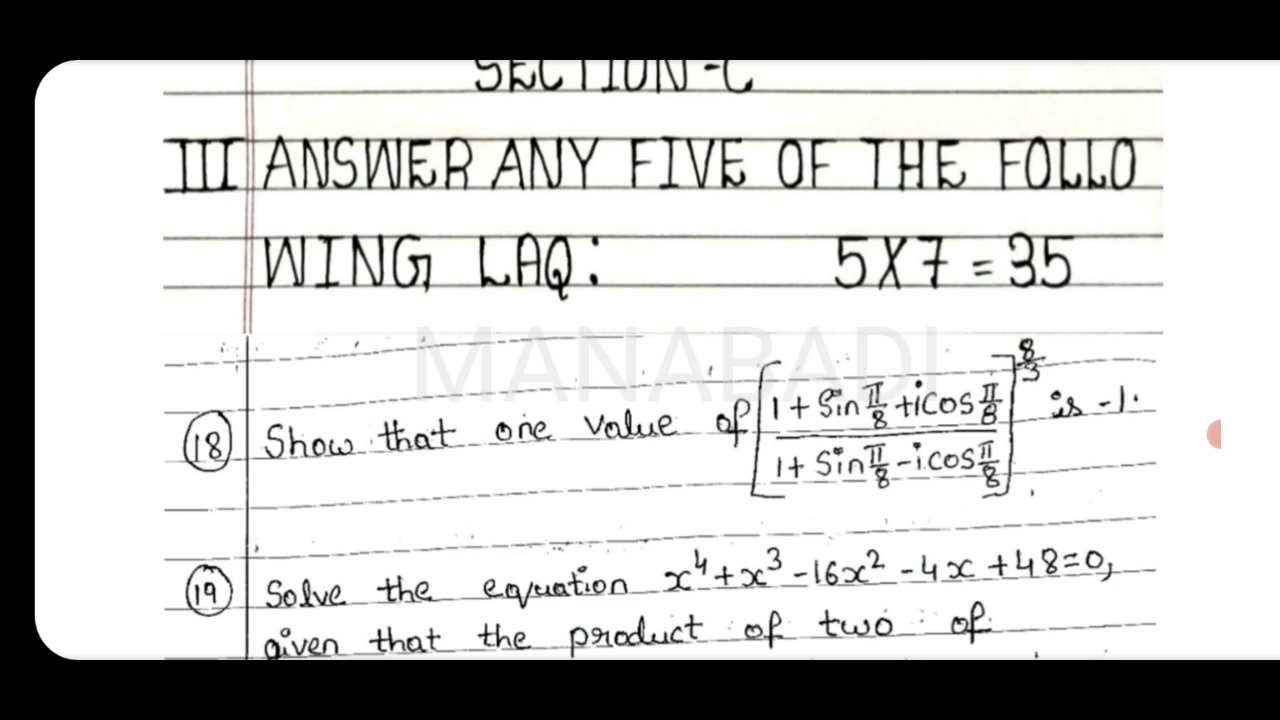 SECTION-C
III ANSWER ANY FIVE OF THE FOLLO
WING LAQ: 5X7=35
MANABADI
18 Show that one value of [(1+Sin π/8 +icos π/8)/(1+Sin π/8 -icos π/8)]^8/3 is -1.
19 Solve the equation x⁴+x³-16x²-4x+48=0,
given that the product of two of